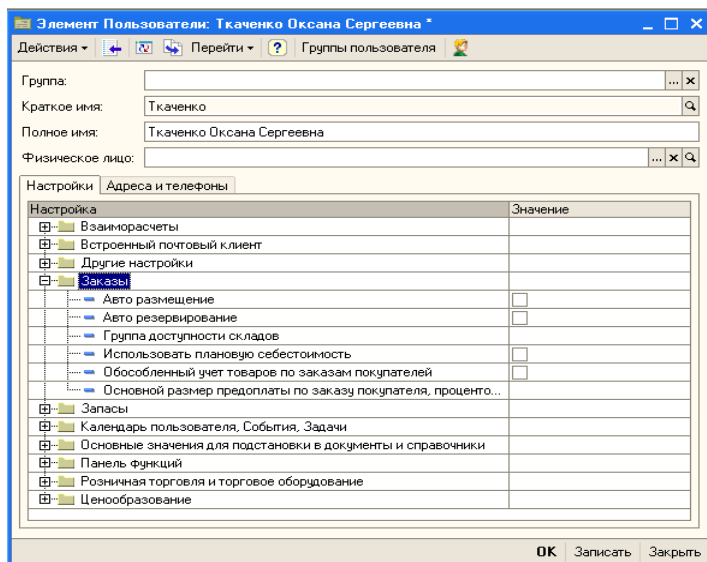 Элемент Пользователи: Ткаченко Оксана Сергеевна *
Действия Перейти ? Группы пользователя
Группа: ... x
Краткое имя: Ткаченко
Полное имя: Ткаченко Оксана Сергеевна
Физическое лицо: ... x
Настройки Адреса и телефоны
Настройка Значение
Взаиморасчеты
Встроенный почтовый клиент
Другие настройки
Заказы
Авто размещение
Авто резервирование
Группа доступности складов
Использовать плановую себестоимость
Обособленный учет товаров по заказам покупателей
Основной размер предоплаты по заказу покупателя, проценто...
Запасы
Календарь пользователя, События, Задачи
Основные значения для подстановки в документы и справочники
Панель функций
Розничная торговля и торговое оборудование
Ценообразование
OK Записать Закрыть